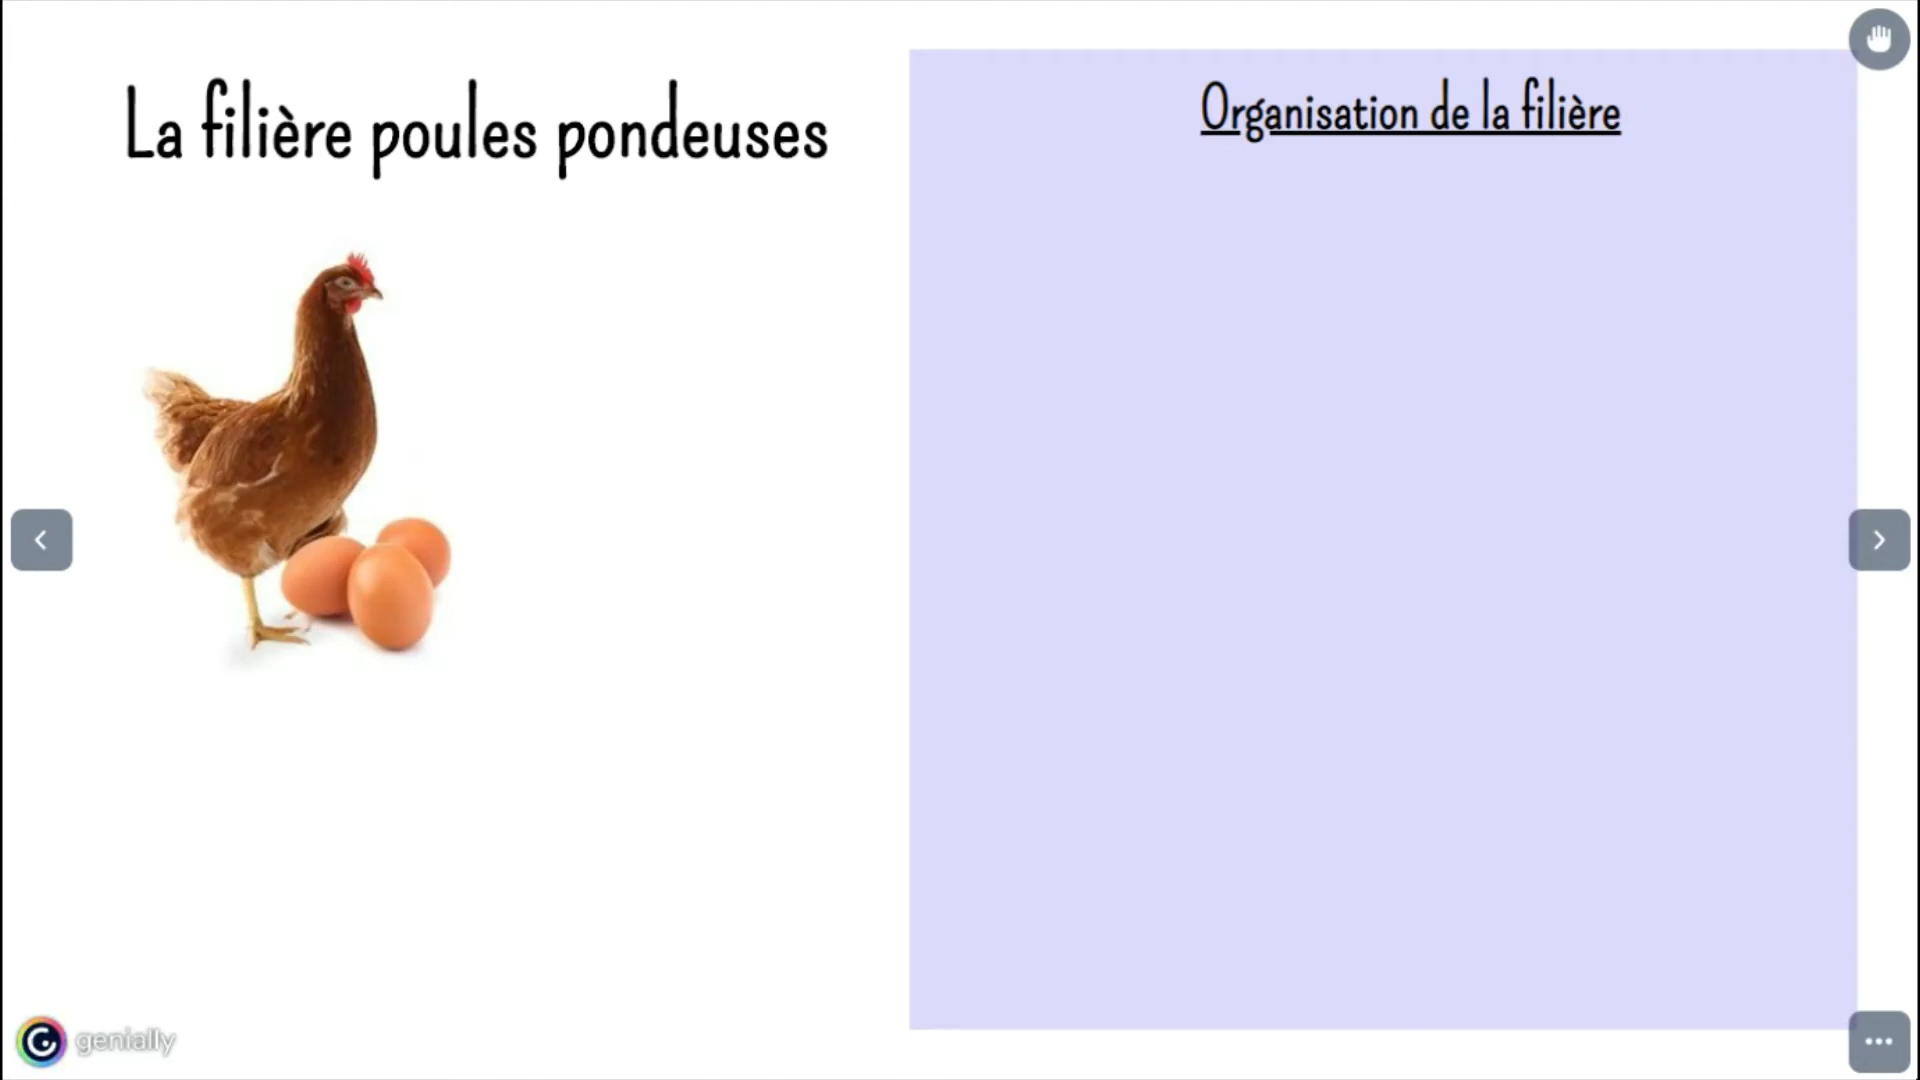 La filière poules pondeuses
Organisation de la filière
genially